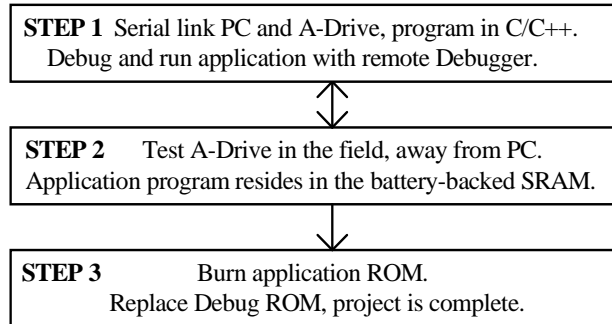 STEP 1 Serial link PC and A-Drive, program in C/C++.
Debug and run application with remote Debugger.
STEP 2 Test A-Drive in the field, away from PC.
Application program resides in the battery-backed SRAM.
STEP 3 Burn application ROM.
Replace Debug ROM, project is complete.